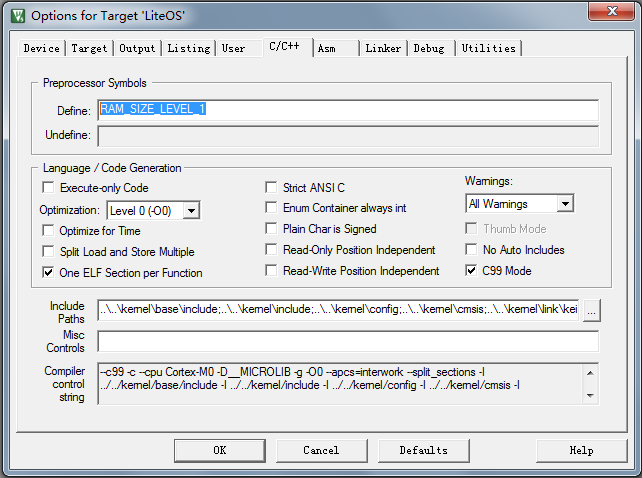 Options for Target 'LiteOS'
Device Target Output Listing User C/C++ Asm Linker Debug Utilities
Preprocessor Symbols
Define: RAM_SIZE_LEVEL_1
Undefine:
Language / Code Generation
Execute-only Code
Strict ANSI C
Warnings:
Optimization: Level 0 (-O0)
Enum Container always int
All Warnings
Optimize for Time
Plain Char is Signed
Thumb Mode
Split Load and Store Multiple
Read-Only Position Independent
No Auto Includes
One ELF Section per Function
Read-Write Position Independent
C99 Mode
Include Paths
..\..\kernel\base\include;..\..\kernel\include;..\..\kernel\config;..\..\kernel\cmsis;..\..\kernel\link\kei
...
Misc Controls
Compiler control string
--c99 -c --cpu Cortex-M0 -D__MICROLIB -g -O0 --apcs=interwork --split_sections -I
../../kernel/base/include -I ../../kernel/include -I ../../kernel/config -I ../../kernel/cmsis -I
OK Cancel Defaults Help